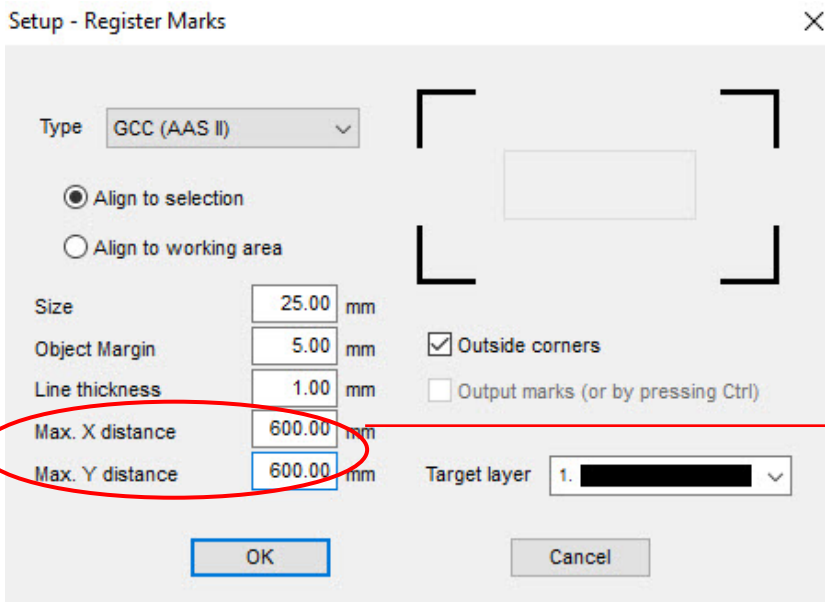 Setup - Register Marks
Type GCC (AAS II)
Align to selection
Align to working area
Size 25.00 mm
Object Margin 5.00 mm
Line thickness 1.00 mm
Max. X distance 600.00 mm
Max. Y distance 600.00 mm
Outside corners
Output marks (or by pressing Ctrl)
Target layer 1.
OK Cancel